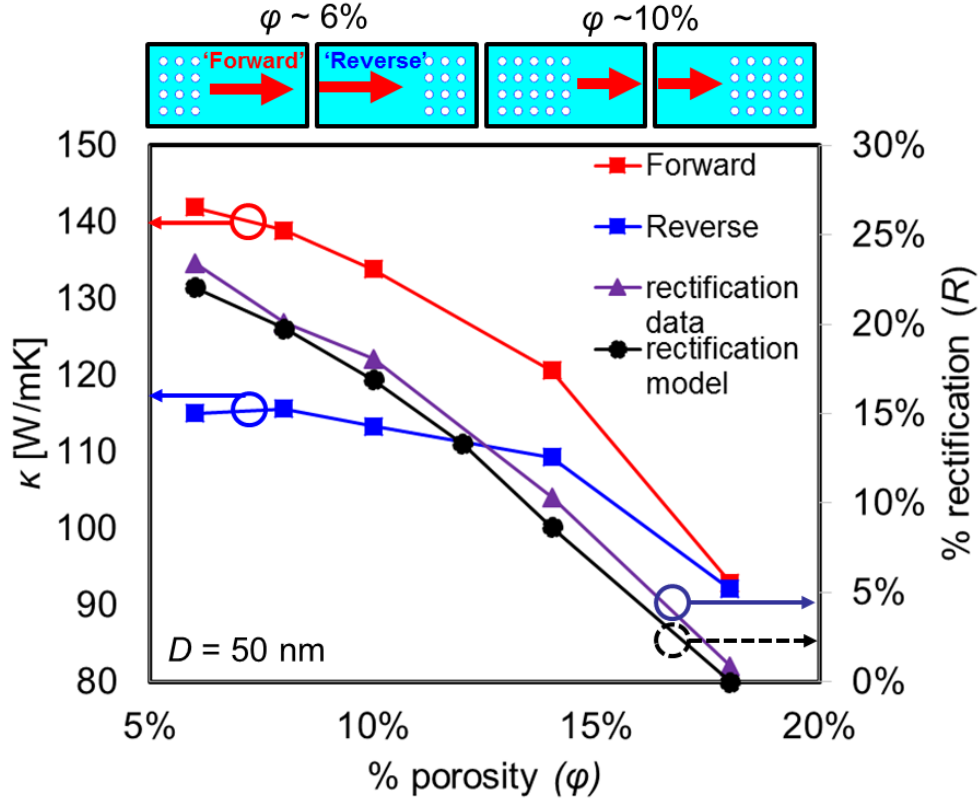 φ ~ 6%
φ ~10%
‘Forward’
‘Reverse’
150
140
130
120
110
100
90
80
κ [W/mK]
30%
25%
20%
15%
10%
5%
0%
% rectification (R)
Forward
Reverse
rectification
data
rectification
model
D = 50 nm
5%
10%
15%
20%
% porosity (φ)